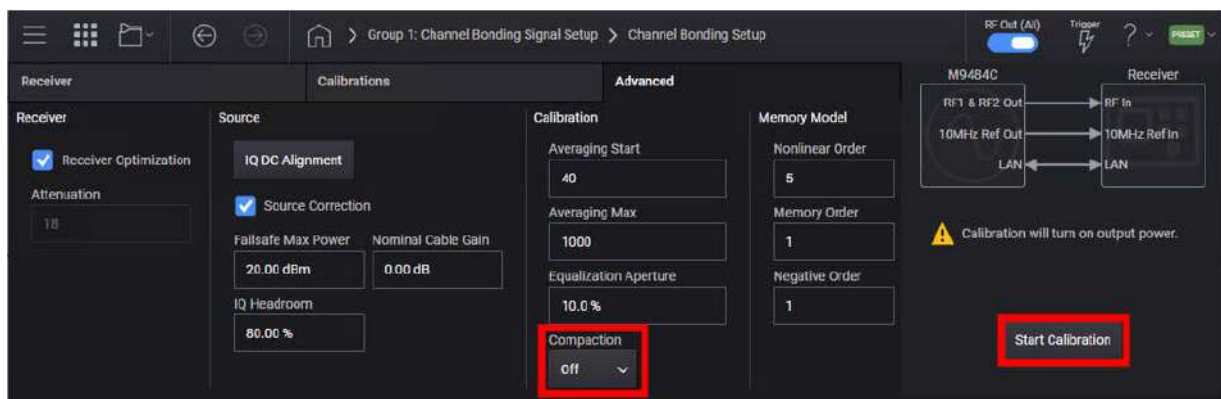 Group 1: Channel Bonding Signal Setup > Channel Bonding Setup
RF Out (All)
Trigger
?
PRESET
Receiver
Calibrations
Advanced
Receiver
Receiver Optimization
Attenuation
18
Source
IQ DC Alignment
Source Correction
Failsafe Max Power Nominal Cable Gain
20.00 dBm 0.00 dB
IQ Headroom
80.00 %
Calibration
Averaging Start
40
Averaging Max
1000
Equalization Aperture
10.0 %
Compaction
Off
Memory Model
Nonlinear Order
5
Memory Order
1
Negative Order
1
M9484C Receiver
RF1 & RF2 Out RF In
10MHz Ref Out 10MHz Ref In
LAN LAN
Calibration will turn on output power.
Start Calibration